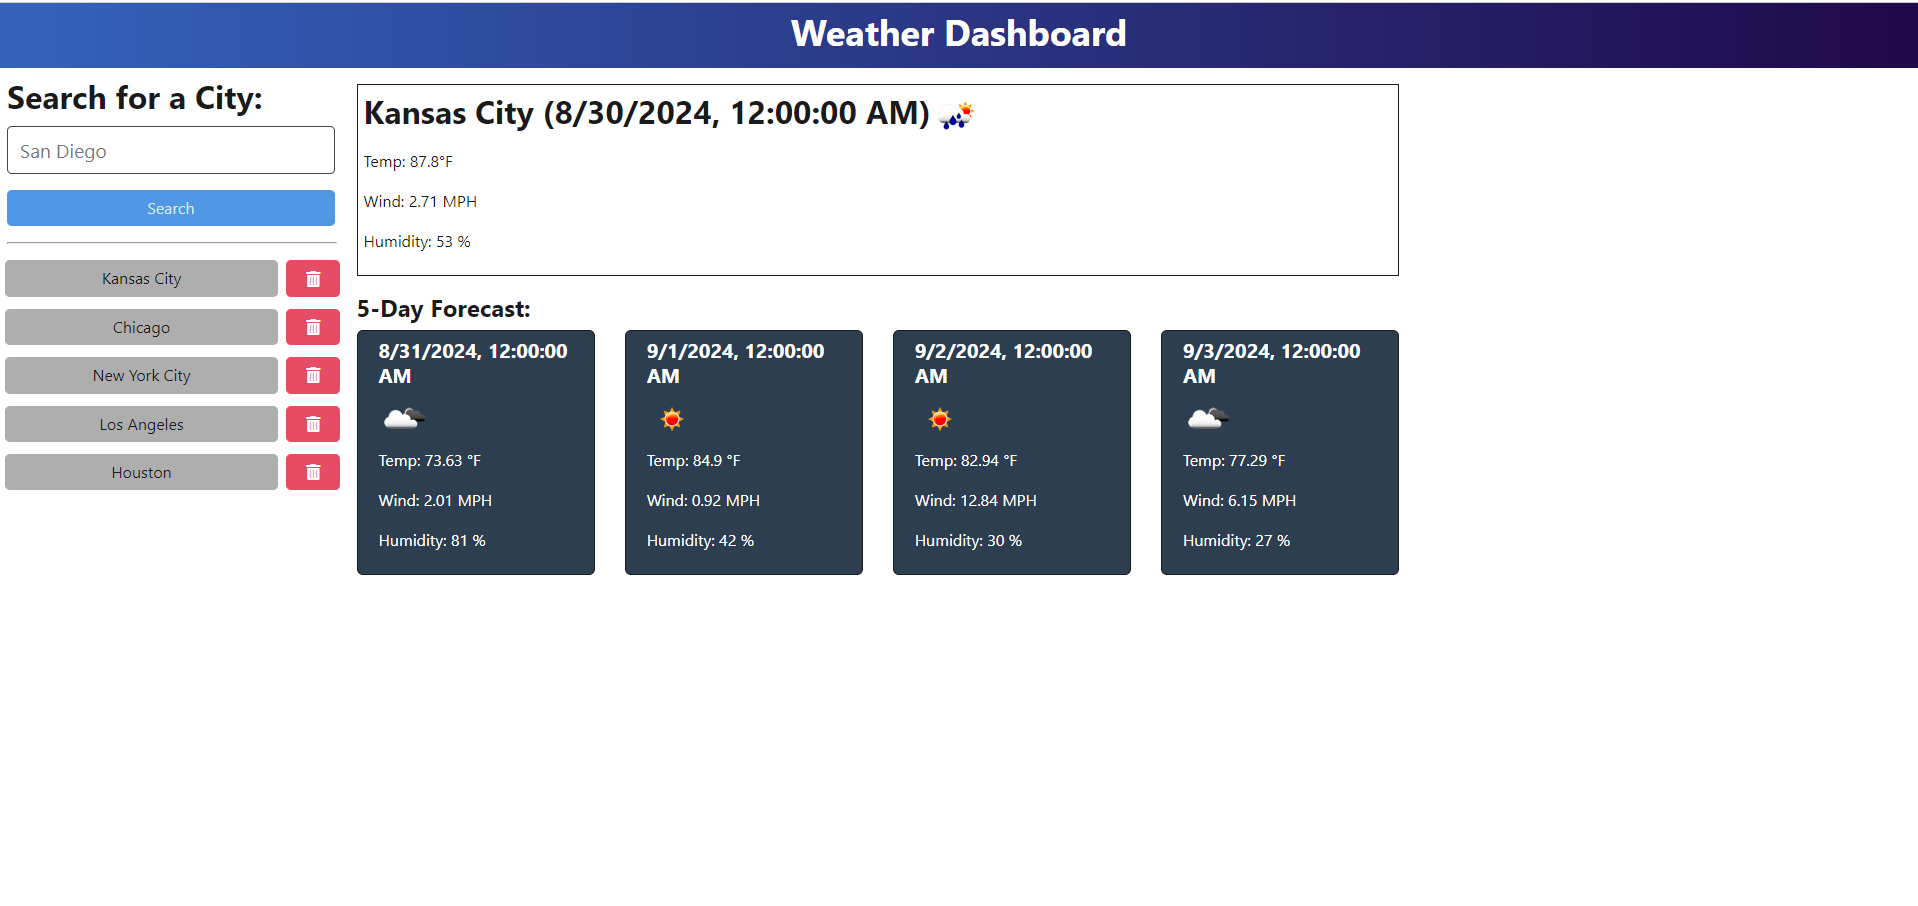 Weather Dashboard
Search for a City:
San Diego
Search
Kansas City
Chicago
New York City
Los Angeles
Houston
Kansas City (8/30/2024, 12:00:00 AM)
Temp: 87.8°F
Wind: 2.71 MPH
Humidity: 53 %
5-Day Forecast:
8/31/2024, 12:00:00
AM
Temp: 73.63 °F
Wind: 2.01 MPH
Humidity: 81 %
9/1/2024, 12:00:00
AM
Temp: 84.9 °F
Wind: 0.92 MPH
Humidity: 42 %
9/2/2024, 12:00:00
AM
Temp: 82.94 °F
Wind: 12.84 MPH
Humidity: 30 %
9/3/2024, 12:00:00
AM
Temp: 77.29 °F
Wind: 6.15 MPH
Humidity: 27 %